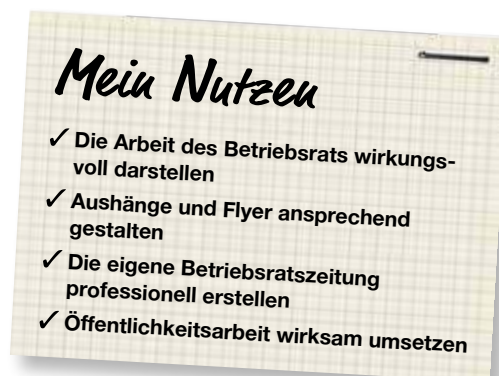 Mein Nutzen
✓ Die Arbeit des Betriebsrats wirkungs-
voll darstellen
✓ Aushänge und Flyer ansprechend
gestalten
✓ Die eigene Betriebsratszeitung
professionell erstellen
✓ Öffentlichkeitsarbeit wirksam umsetzen